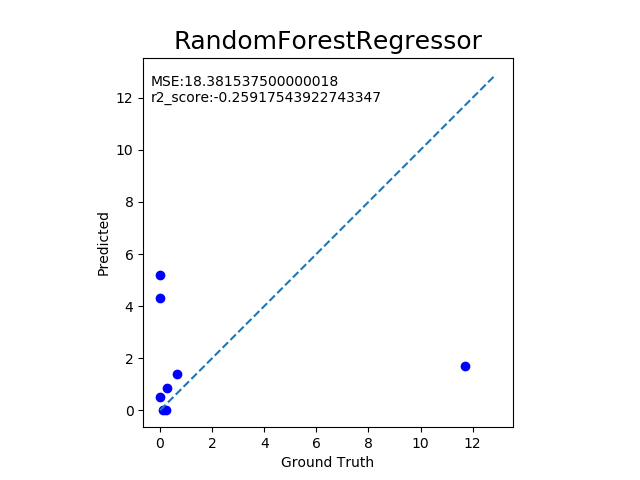 RandomForestRegressor
MSE:18.381537500000018
r2_score:-0.25917543922743347
12
10
8
6
4
2
0
Predicted
0 2 4 6 8 10 12
Ground Truth